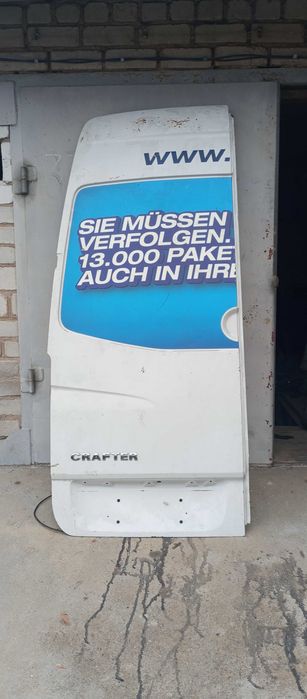 www.
SIE MÜSSEN
VERFOLGEN.
13.000 PAKE
AUCH IN IHRE
CRAFTER